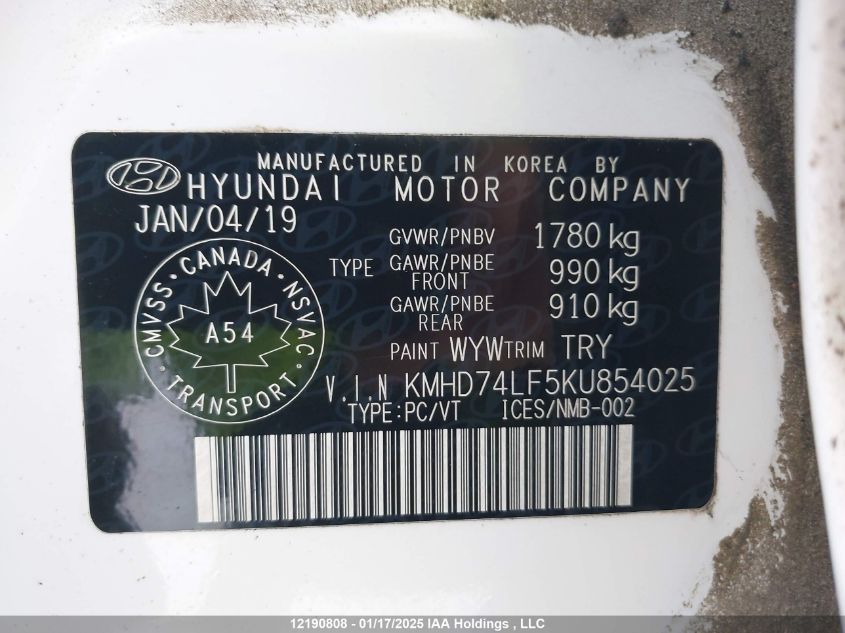 MANUFACTURED IN KOREA BY
HYUNDAI MOTOR COMPANY
JAN/04/19
GVWR/PNBV 1780 kg
TYPE GAWR/PNBE FRONT 990 kg
GAWR/PNBE REAR 910 kg
PAINT WYW TRIM TRY
V.I.N KMHD74LF5KU854025
TYPE:PC/VT ICES/NMB-002
CMVSS · CANADA · NSVAC · TRANSPORT ·
A54
12190808 - 01/17/2025 IAA Holdings , LLC